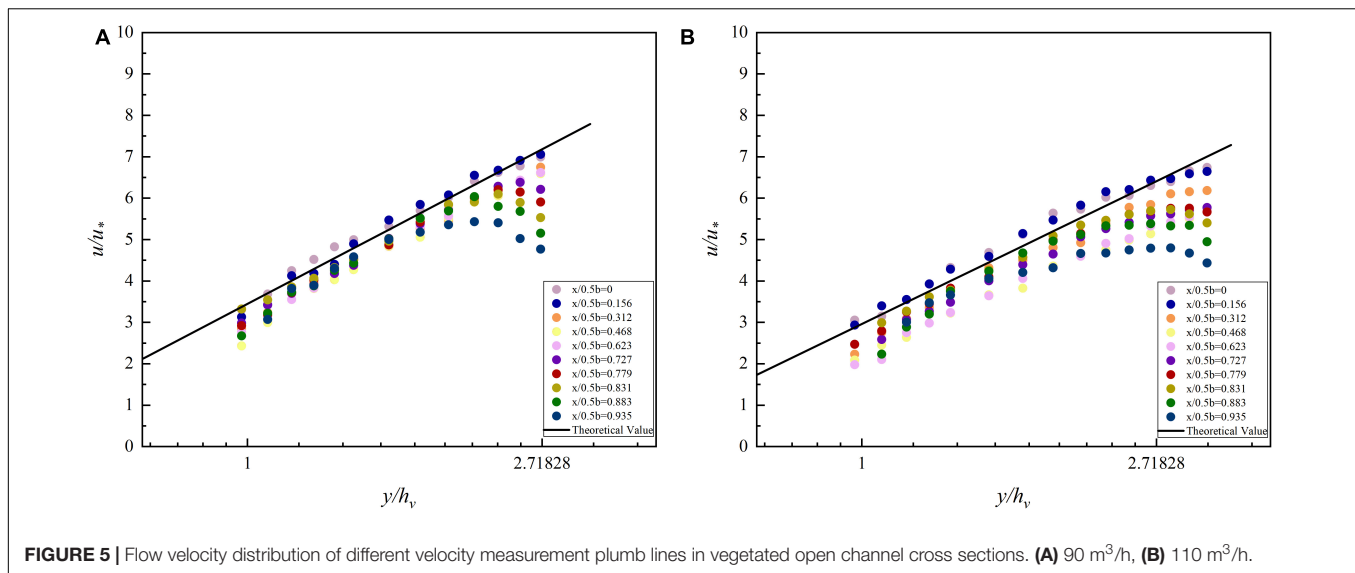 A
10
9
8
7
6
5
4
3
2
1
0
u/u*
1
2.71828
y/hᵥ
x/0.5b=0
x/0.5b=0.156
x/0.5b=0.312
x/0.5b=0.468
x/0.5b=0.623
x/0.5b=0.727
x/0.5b=0.779
x/0.5b=0.831
x/0.5b=0.883
x/0.5b=0.935
Theoretical Value
B
10
9
8
7
6
5
4
3
2
1
0
u/u*
1
2.71828
y/hᵥ
x/0.5b=0
x/0.5b=0.156
x/0.5b=0.312
x/0.5b=0.468
x/0.5b=0.623
x/0.5b=0.727
x/0.5b=0.779
x/0.5b=0.831
x/0.5b=0.883
x/0.5b=0.935
Theoretical Value
FIGURE 5 | Flow velocity distribution of different velocity measurement plumb lines in vegetated open channel cross sections. (A) 90 m³/h, (B) 110 m³/h.